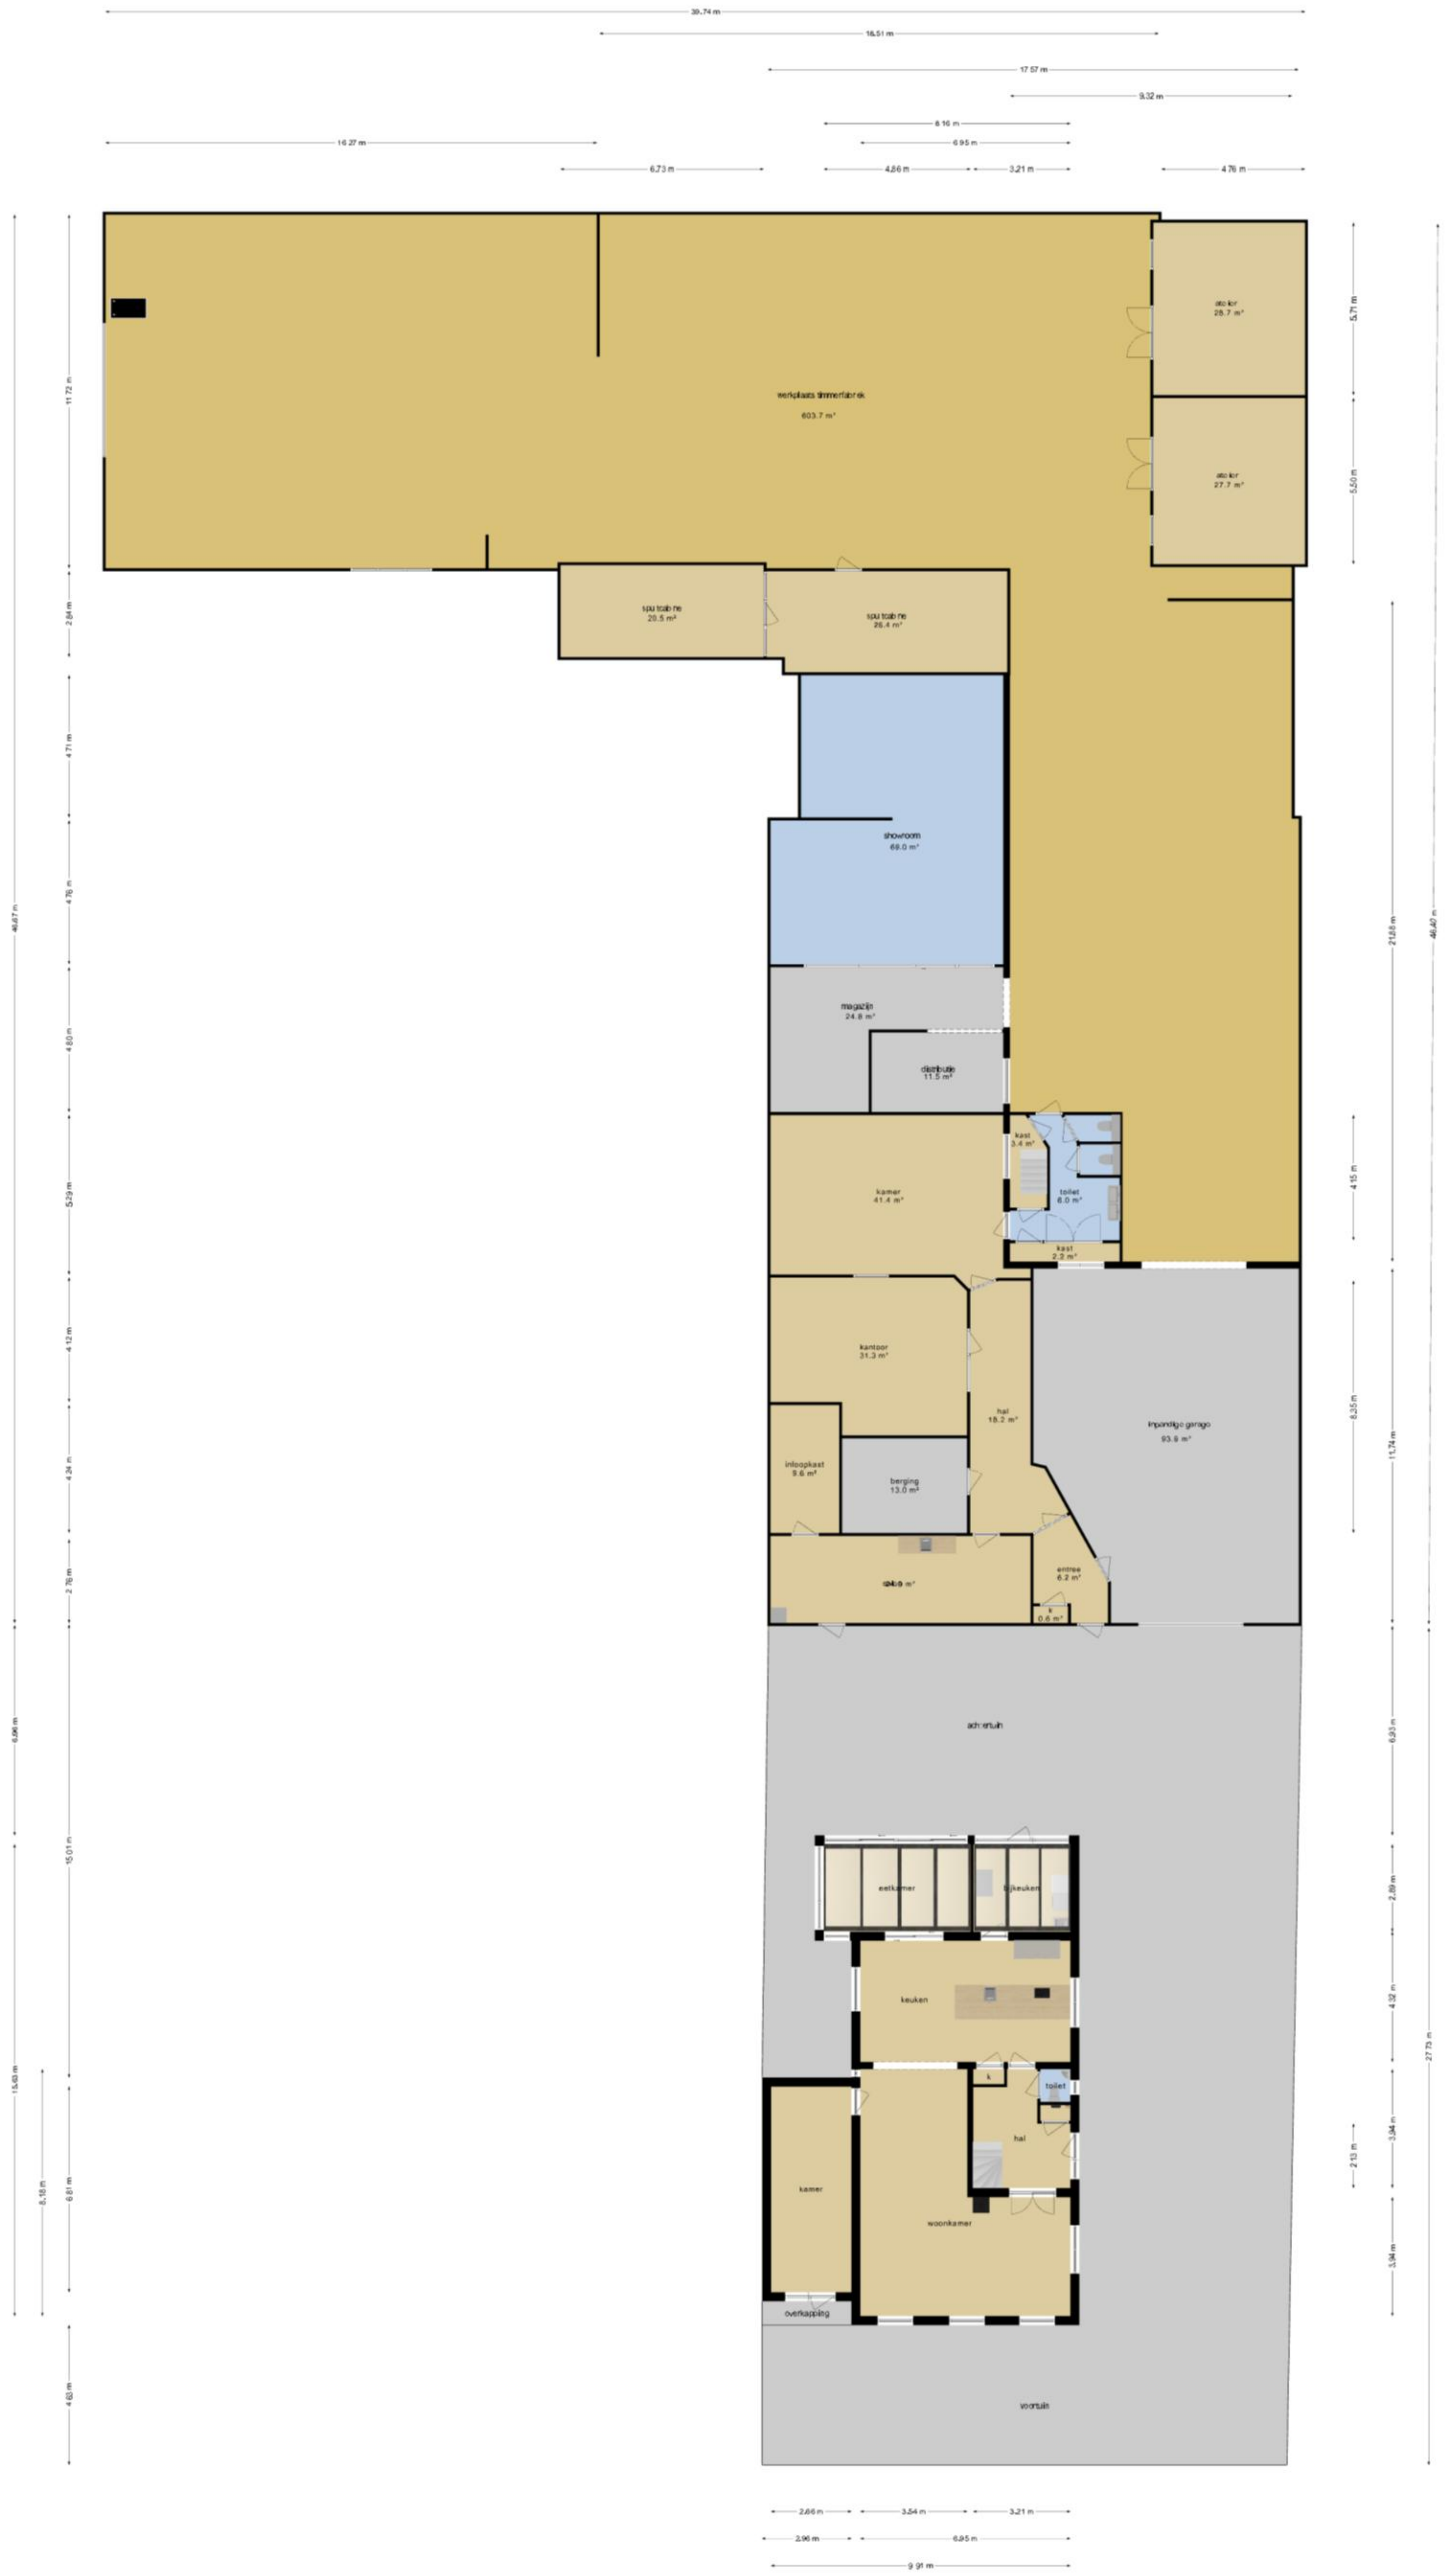 39.74 m
18.51 m
17.57 m
9.32 m
8.16 m
16.27 m
6.95 m
6.73 m
4.86 m
3.21 m
4.76 m
atelier
28.7 m²
5.71 m
11.72 m
werkplaats timmerfabriek
603.7 m²
atelier
27.7 m²
5.50 m
spuitcabine
20.5 m²
spuitcabine
26.4 m²
2.84 m
4.71 m
showroom
69.0 m²
4.76 m
46.67 m
46.40 m
21.88 m
magazijn
24.8 m²
4.80 m
distributie
11.5 m²
kast
3.4 m²
kamer
41.4 m²
toilet
6.0 m²
4.15 m
5.29 m
kast
2.3 m²
kantoor
31.3 m²
4.12 m
hal
18.2 m²
inpandige garage
93.9 m²
8.35 m
11.74 m
inloopkast
9.6 m²
berging
13.0 m²
4.24 m
entree
6.2 m²
2.76 m
k
0.6 m²
achtertuin
6.96 m
6.93 m
15.01 m
eetkamer
bijkeuken
2.89 m
keuken
4.32 m
27.73 m
k
toilet
hal
3.94 m
2.13 m
kamer
6.81 m
8.18 m
woonkamer
3.94 m
overkapping
voortuin
4.63 m
2.66 m
3.54 m
3.21 m
2.96 m
6.95 m
9.91 m